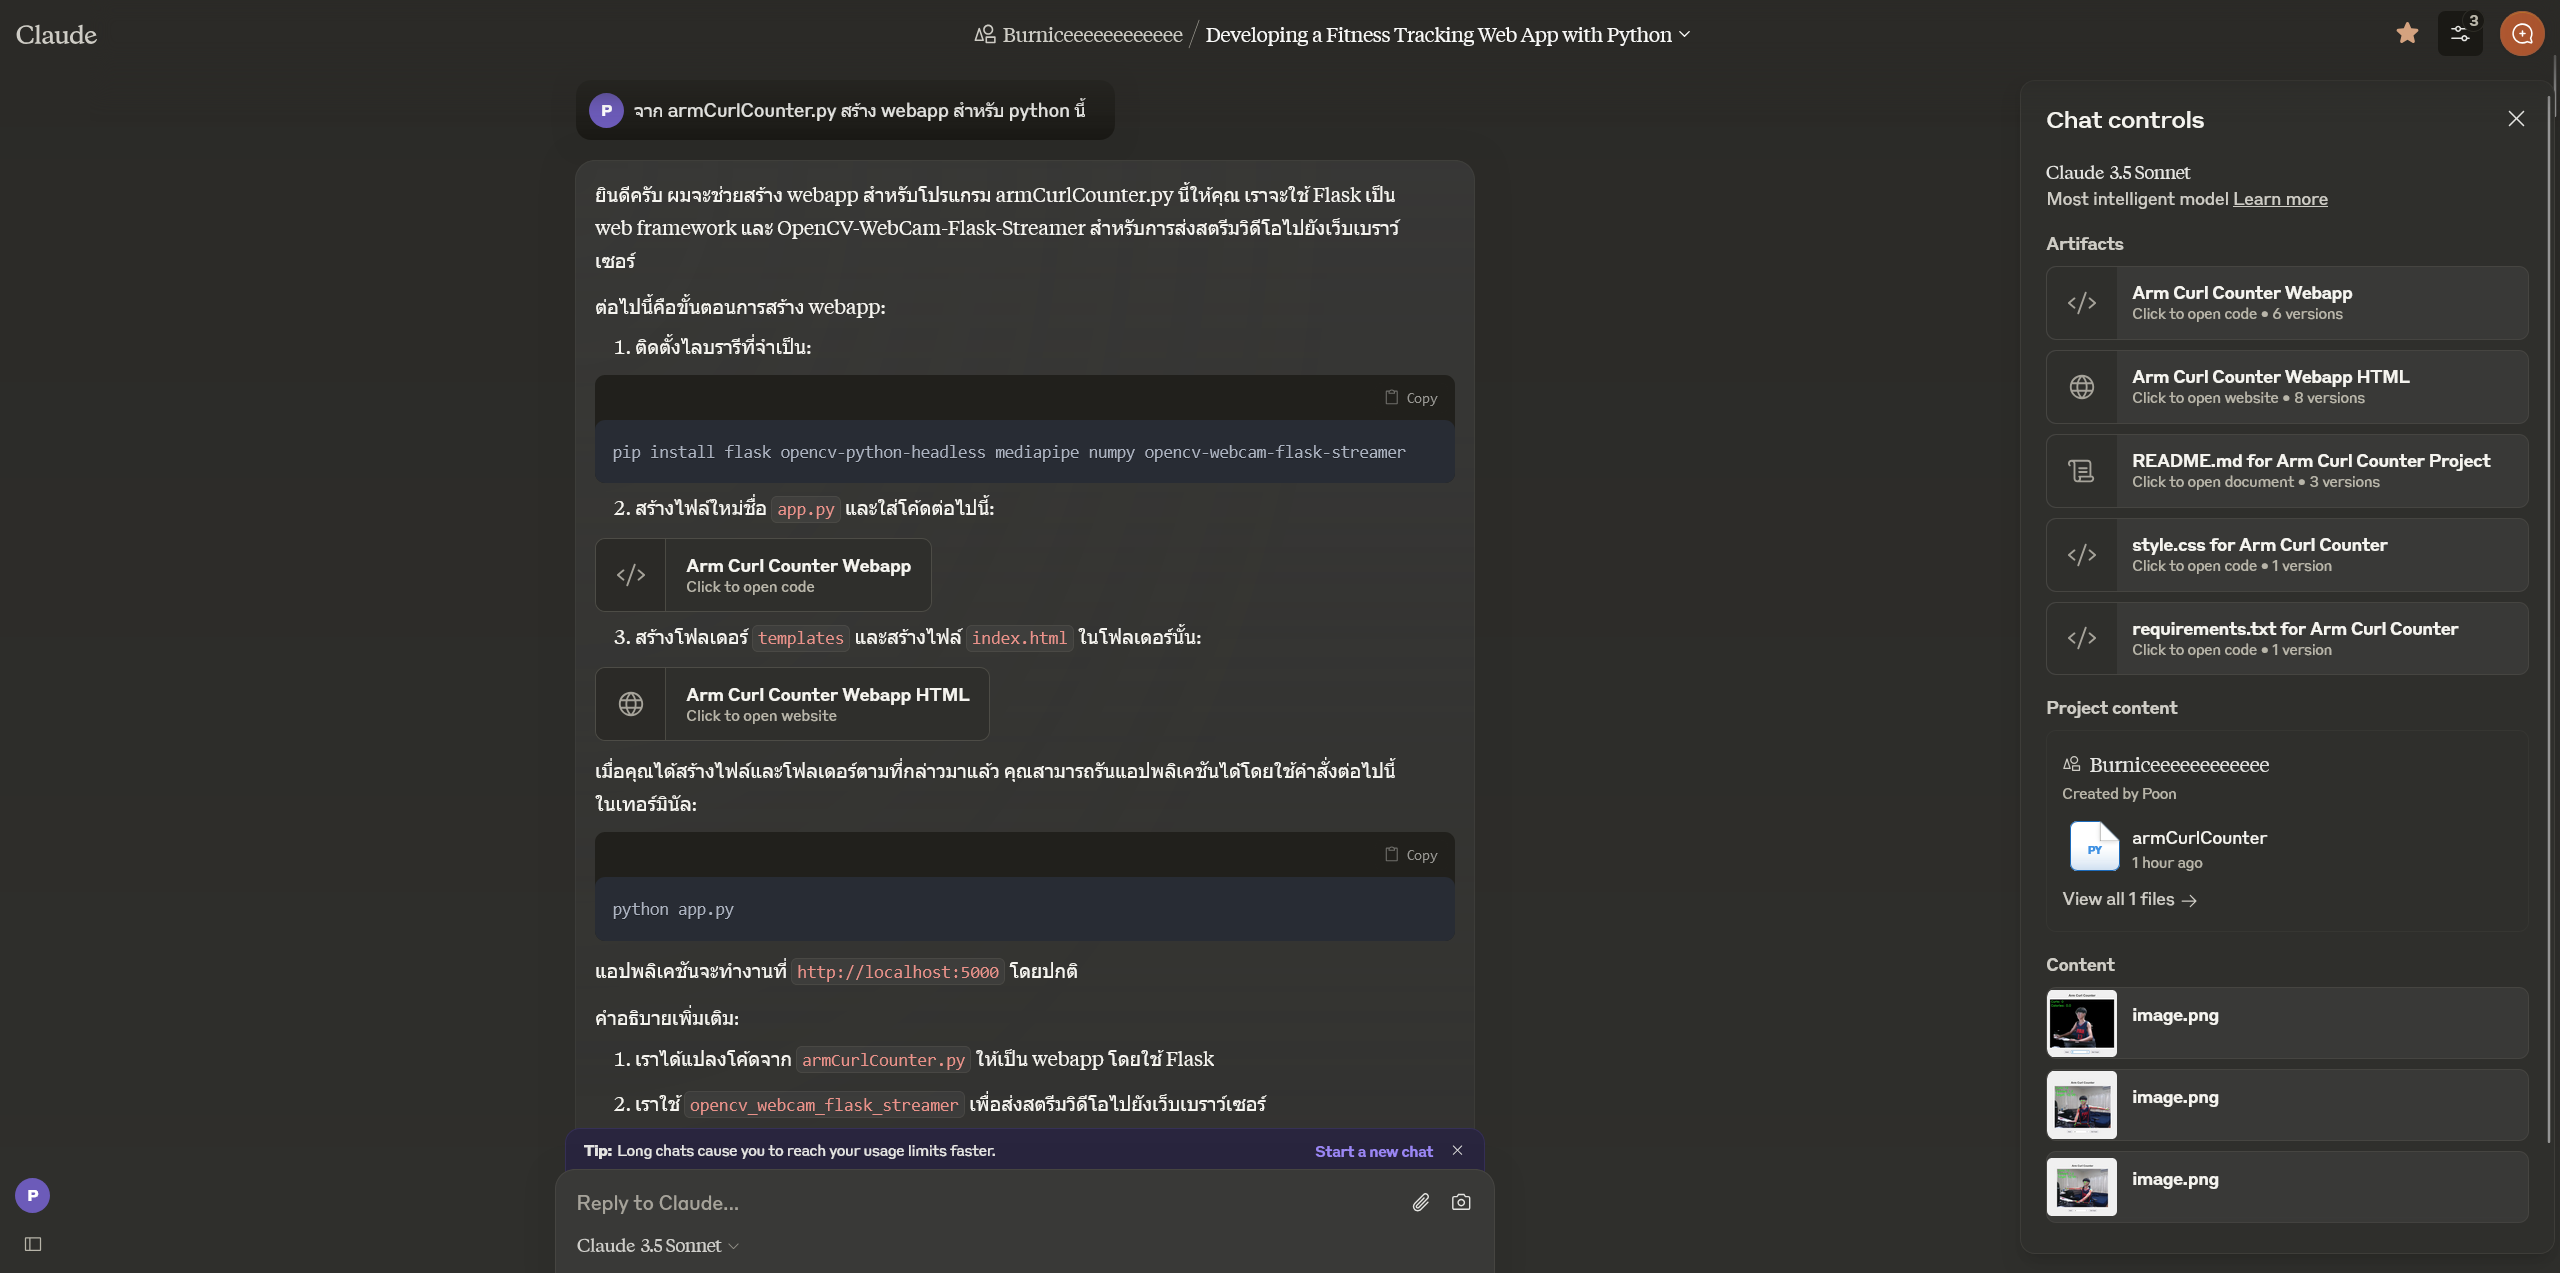 Claude
Burniceeeeeeeeeeeee / Developing a Fitness Tracking Web App with Python
3
P
จาก armCurlCounter.py สร้าง webapp สำหรับ python นี้
ยินดีครับ ผมจะช่วยสร้าง webapp สำหรับโปรแกรม armCurlCounter.py นี้ให้คุณ เราจะใช้ Flask เป็น
web framework และ OpenCV-WebCam-Flask-Streamer สำหรับการส่งสตรีมวิดีโอไปยังเว็บเบราว์
เซอร์
ต่อไปนี้คือขั้นตอนการสร้าง webapp:
1. ติดตั้งไลบรารีที่จำเป็น:
Copy
pip install flask opencv-python-headless mediapipe numpy opencv-webcam-flask-streamer
2. สร้างไฟล์ใหม่ชื่อ app.py และใส่โค้ดต่อไปนี้:
Arm Curl Counter Webapp
Click to open code
3. สร้างโฟลเดอร์ templates และสร้างไฟล์ index.html ในโฟลเดอร์นั้น:
Arm Curl Counter Webapp HTML
Click to open website
เมื่อคุณได้สร้างไฟล์และโฟลเดอร์ตามที่กล่าวมาแล้ว คุณสามารถรันแอปพลิเคชันได้โดยใช้คำสั่งต่อไปนี้
ในเทอร์มินัล:
Copy
python app.py
แอปพลิเคชันจะทำงานที่ http://localhost:5000 โดยปกติ
คำอธิบายเพิ่มเติม:
1. เราได้แปลงโค้ดจาก armCurlCounter.py ให้เป็น webapp โดยใช้ Flask
2. เราใช้ opencv_webcam_flask_streamer เพื่อส่งสตรีมวิดีโอไปยังเว็บเบราว์เซอร์
Tip: Long chats cause you to reach your usage limits faster.
Start a new chat
Reply to Claude...
Claude 3.5 Sonnet
P
Chat controls
Claude 3.5 Sonnet
Most intelligent model Learn more
Artifacts
Arm Curl Counter Webapp
Click to open code • 6 versions
Arm Curl Counter Webapp HTML
Click to open website • 8 versions
README.md for Arm Curl Counter Project
Click to open document • 3 versions
style.css for Arm Curl Counter
Click to open code • 1 version
requirements.txt for Arm Curl Counter
Click to open code • 1 version
Project content
Burniceeeeeeeeeeeee
Created by Poon
PY
armCurlCounter
1 hour ago
View all 1 files →
Content
image.png
image.png
image.png